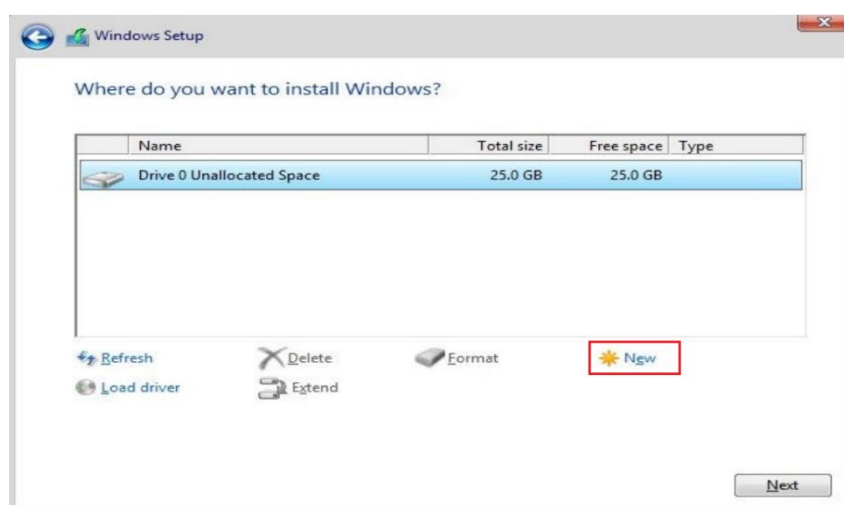 Windows Setup
Where do you want to install Windows?
Name Total size Free space Type
Drive 0 Unallocated Space 25.0 GB 25.0 GB
Refresh Delete Format New
Load driver Extend
Next